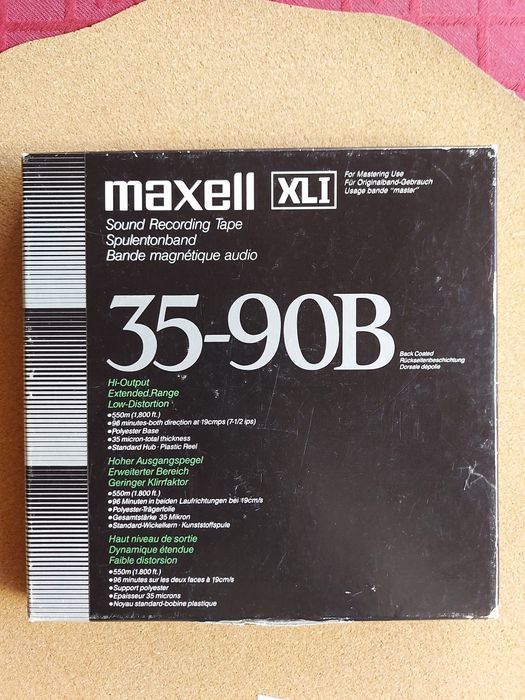 maxell XLI
For Mastering Use
Für Originalband-Gebrauch
Usage bande "master"
Sound Recording Tape
Spulentonband
Bande magnétique audio
35-90B
Back Coated
Rückseitenbeschichtung
Dorsale dépolie
Hi-Output
Extended Range
Low-Distortion
•550m (1,800 ft.)
•96 minutes-both direction at 19cmps (7-1/2 ips)
•Polyester Base
•35 micron-total thickness
•Standard Hub · Plastic Reel
Hoher Ausgangspegel
Erweiterter Bereich
Geringer Klirrfaktor
•550m (1.800 ft.)
•96 Minuten in beiden Laufrichtungen bei 19cm/s
•Polyester-Trägerfolie
•Gesamtstärke 35 Mikron
•Standard-Wickelkern · Kunststoffspule
Haut niveau de sortie
Dynamique étendue
Faible distorsion
•550m (1.800 ft.)
•96 minutes sur les deux faces à 19cm/s
•Support polyester
•Epaisseur 35 microns
•Noyau standard-bobine plastique